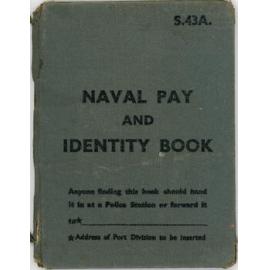 S.43A.
NAVAL PAY
AND
IDENTITY BOOK
Anyone finding this book should hand
it in at a Police Station or forward it
to*
*Address of Port Division to be inserted